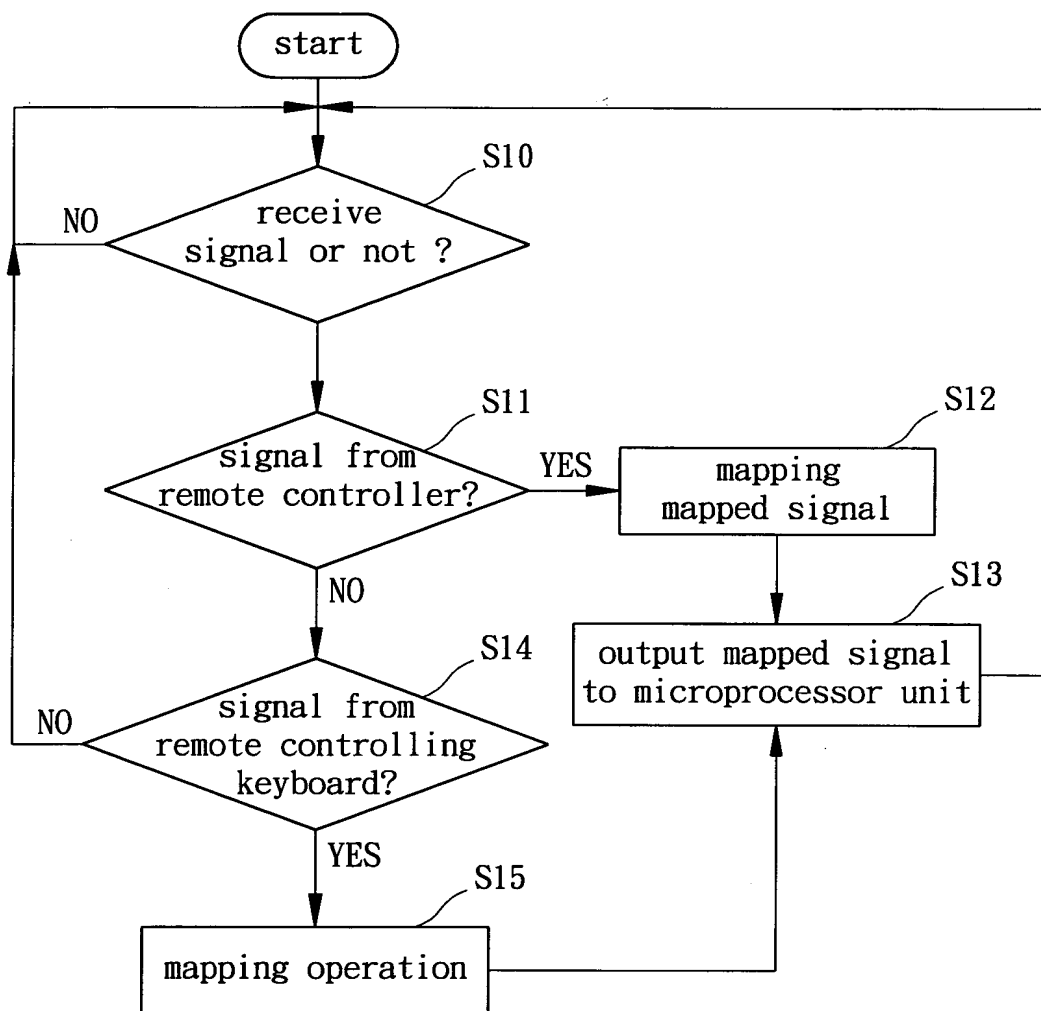 start
S10
NO
receive
signal or not ?
S11
signal from
remote controller?
YES
S12
mapping
mapped signal
NO
S13
output mapped signal
to microprocessor unit
S14
NO
signal from
remote controlling
keyboard?
YES
S15
mapping operation